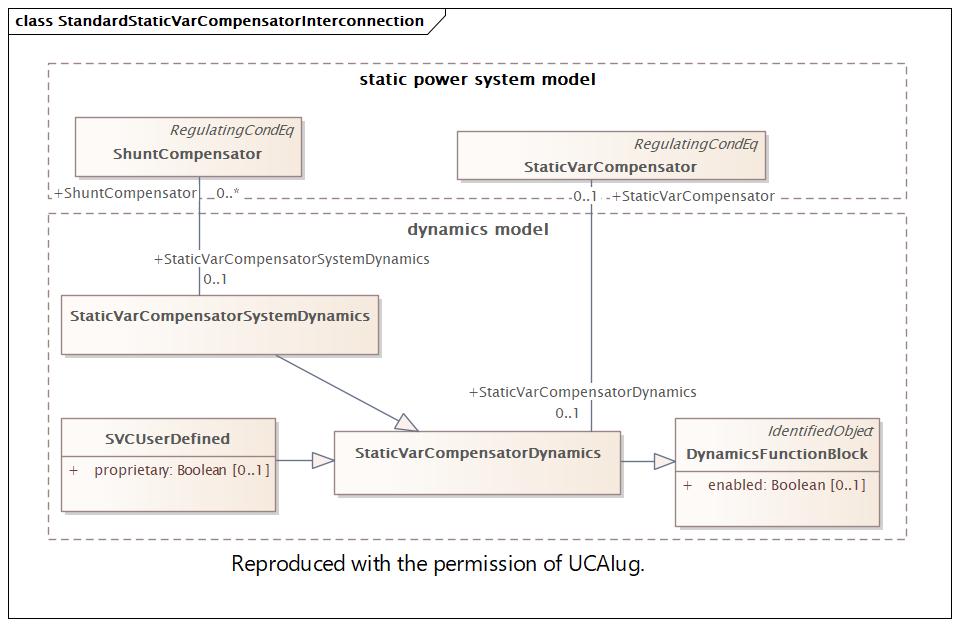 class StandardStaticVarCompensatorInterconnection
static power system model
RegulatingCondEq
ShuntCompensator
RegulatingCondEq
StaticVarCompensator
+ShuntCompensator 0..*
0..1 +StaticVarCompensator
dynamics model
+StaticVarCompensatorSystemDynamics
0..1
StaticVarCompensatorSystemDynamics
+StaticVarCompensatorDynamics
0..1
SVCUserDefined
+ proprietary: Boolean [0..1]
StaticVarCompensatorDynamics
IdentifiedObject
DynamicsFunctionBlock
+ enabled: Boolean [0..1]
Reproduced with the permission of UCAIug.